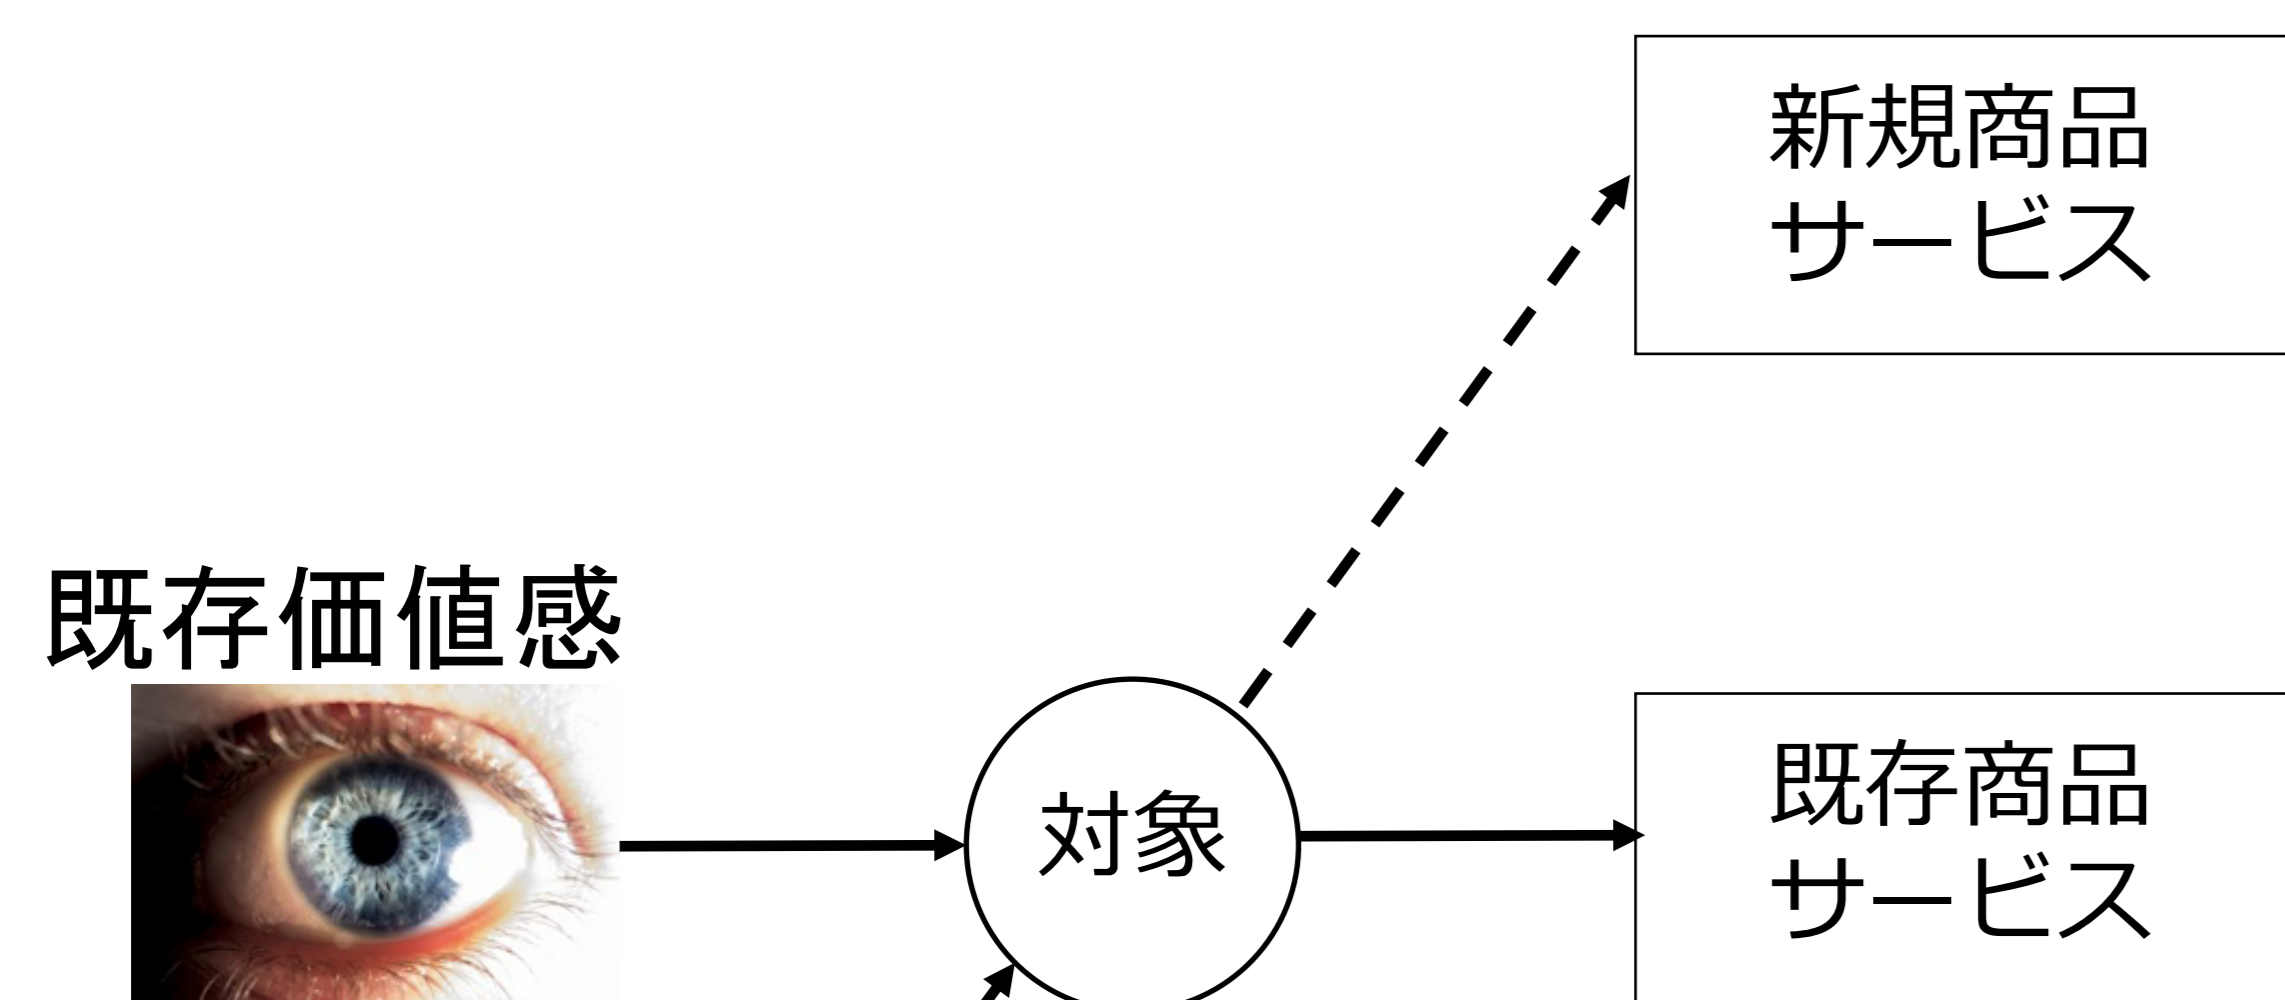 新規商品
サービス
既存価値感
対象
既存商品
サービス